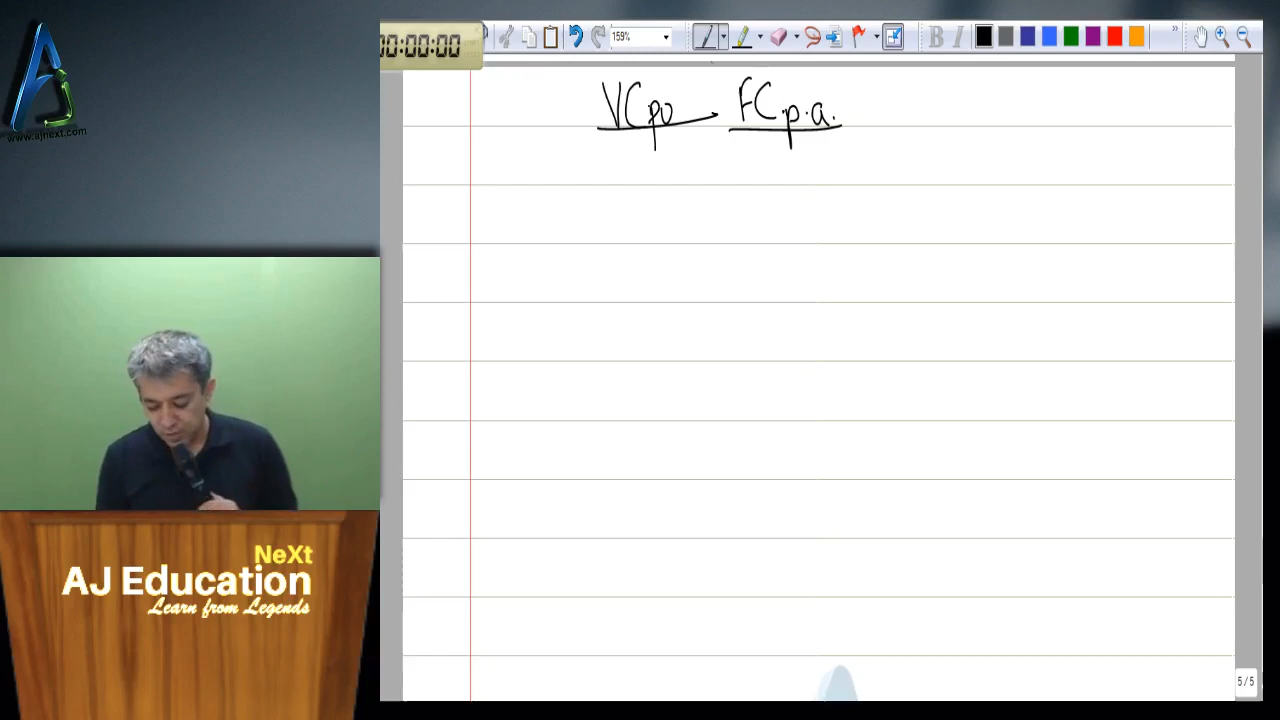 www.ajnext.com
00:00:00
159%
B I
VCpu → FCp.a.
NeXt
AJ Education
Learn from Legends
5/5